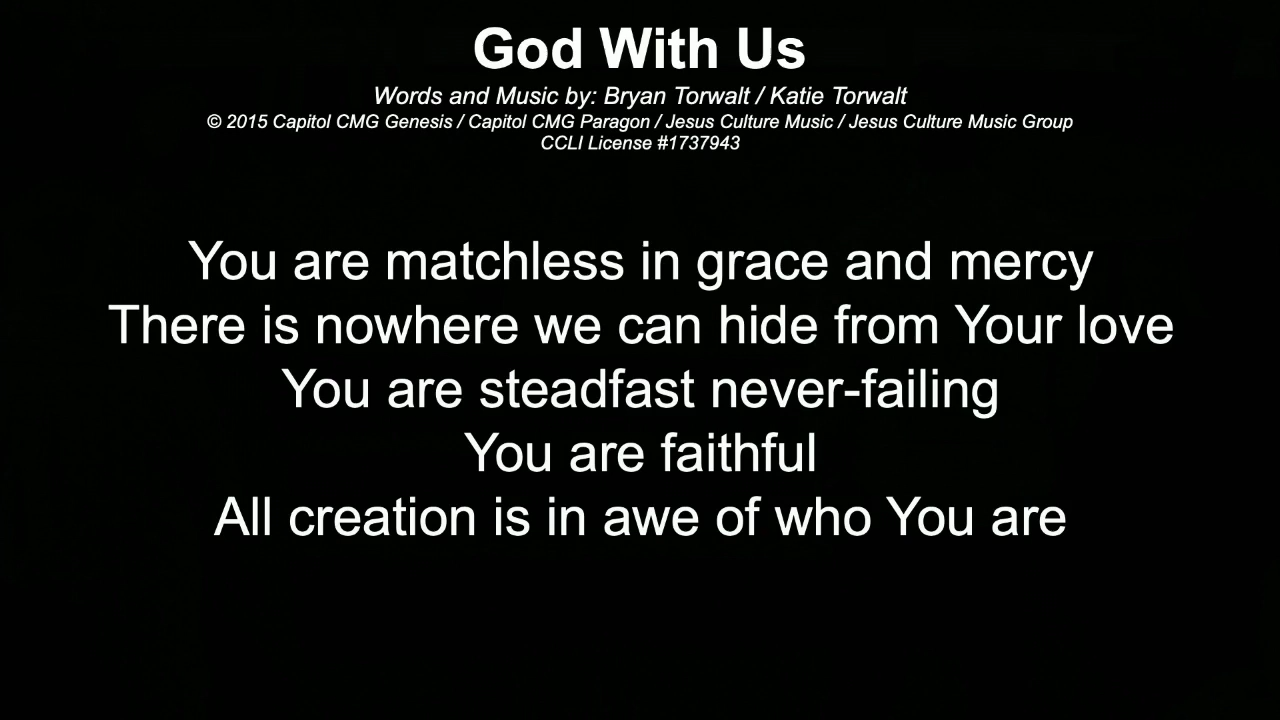 God With Us
Words and Music by: Bryan Torwalt / Katie Torwalt
© 2015 Capitol CMG Genesis / Capitol CMG Paragon / Jesus Culture Music / Jesus Culture Music Group
CCLI License #1737943
You are matchless in grace and mercy
There is nowhere we can hide from Your love
You are steadfast never-failing
You are faithful
All creation is in awe of who You are